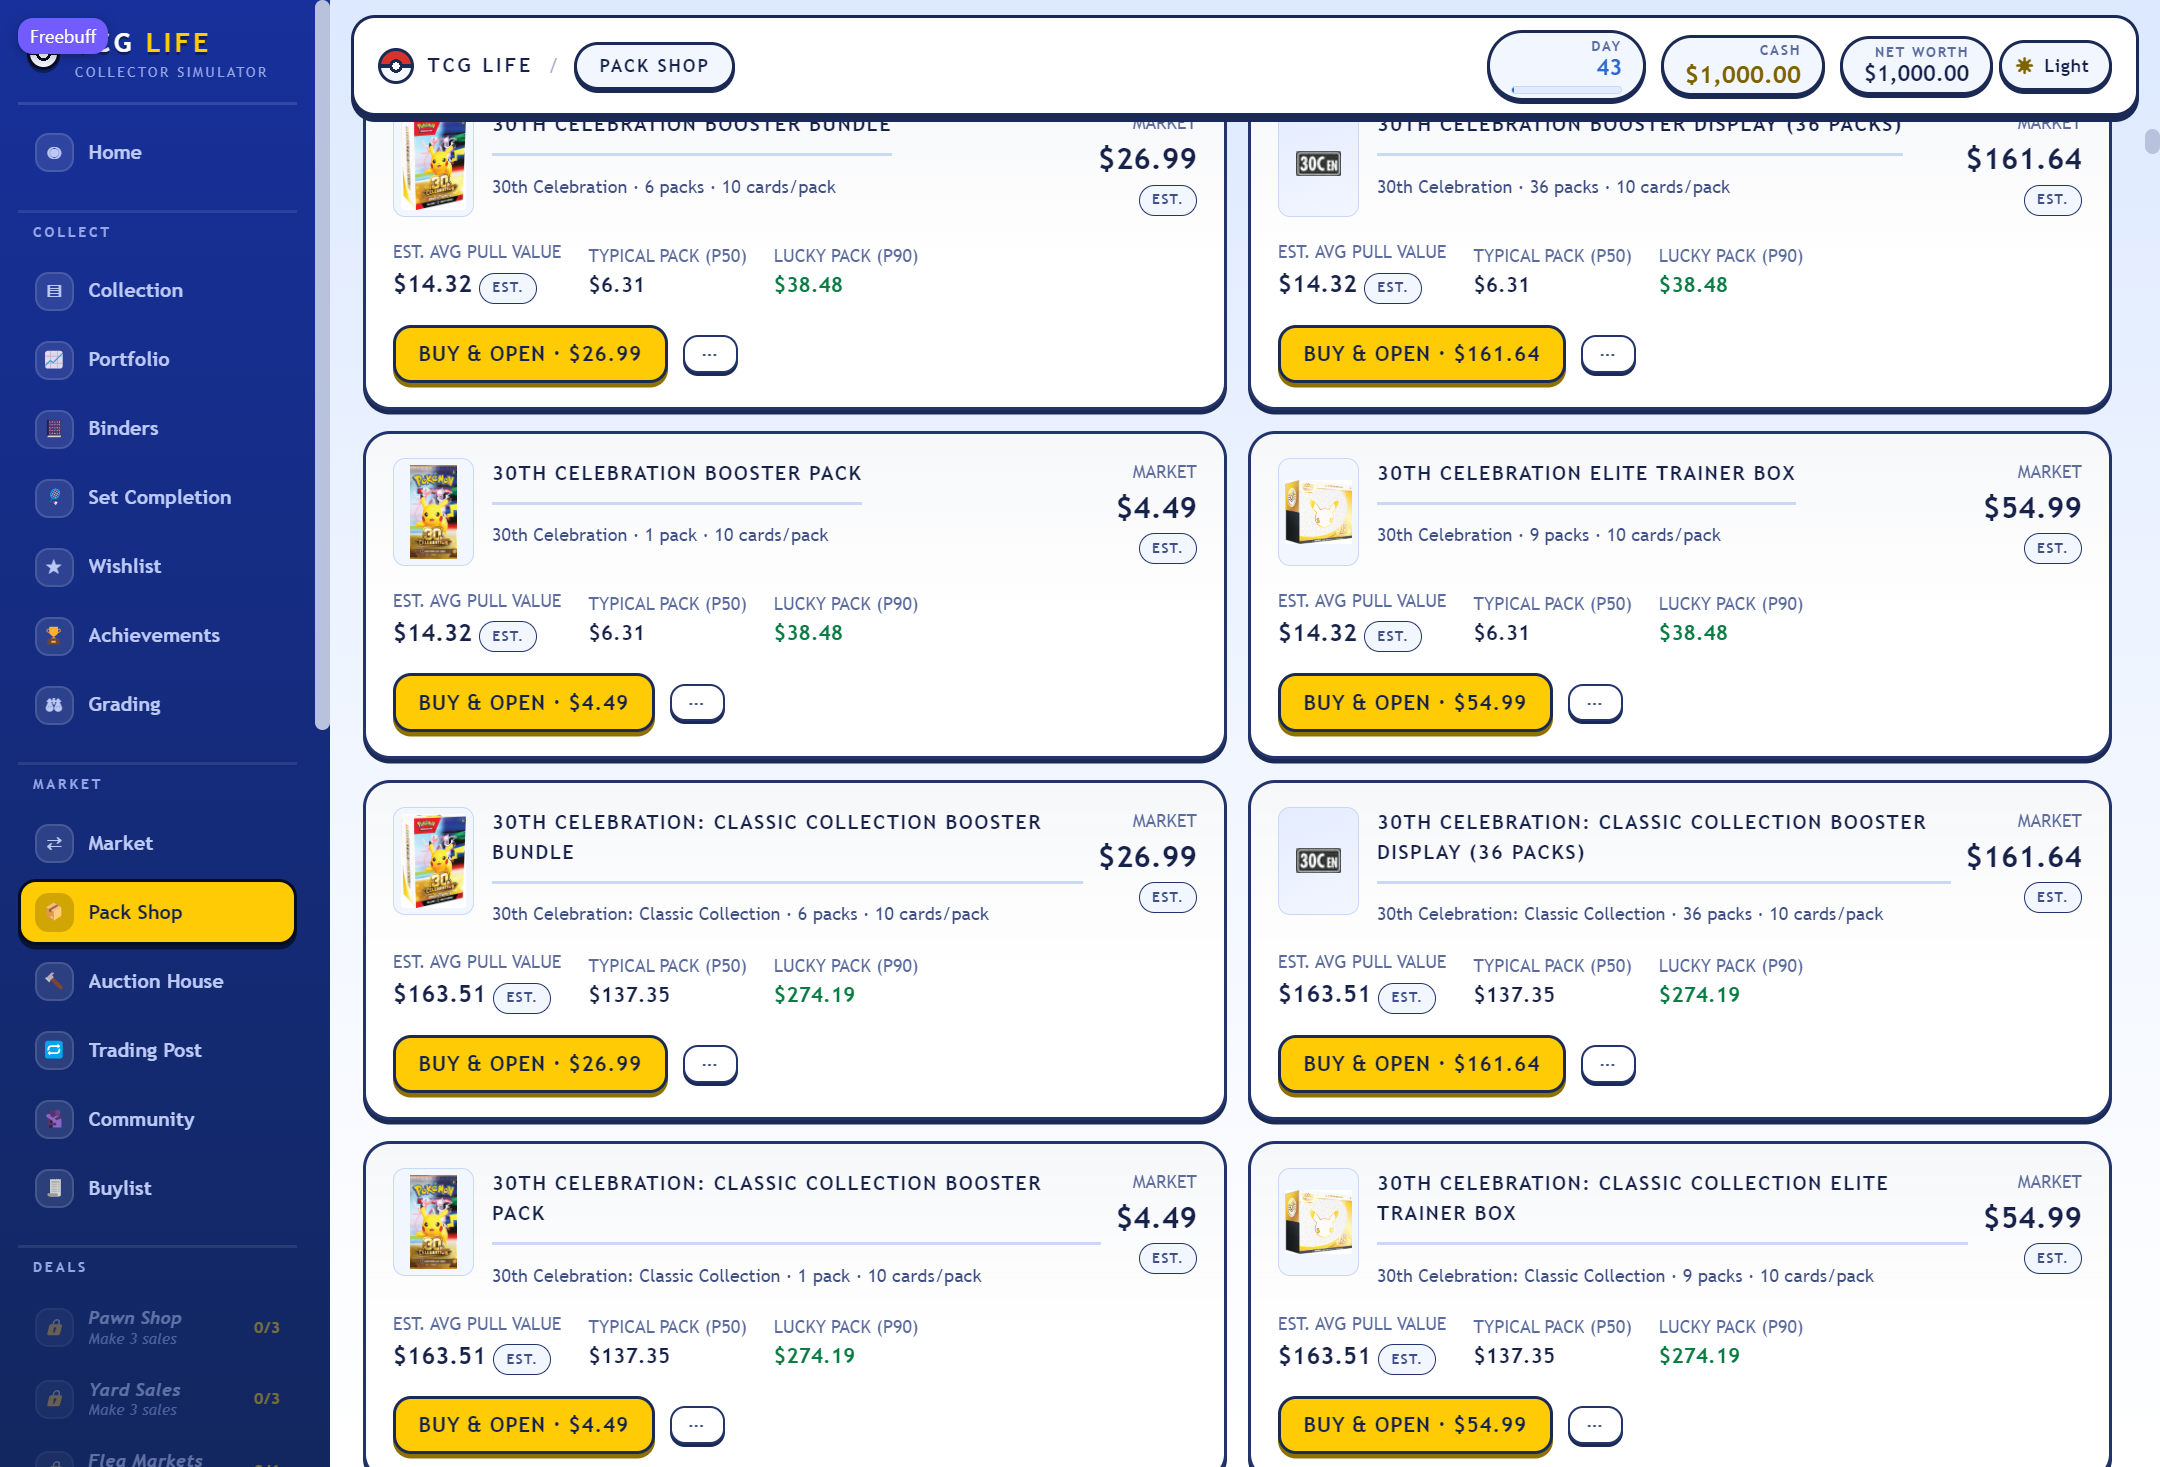 Freebuff
CG LIFE
COLLECTOR SIMULATOR
Home
COLLECT
Collection
Portfolio
Binders
Set Completion
Wishlist
Achievements
Grading
MARKET
Market
Pack Shop
Auction House
Trading Post
Community
Buylist
DEALS
Pawn Shop
Make 3 sales
0/3
Yard Sales
Make 3 sales
0/3
Flea Markets
TCG LIFE / PACK SHOP
DAY
43
CASH
$1,000.00
NET WORTH
$1,000.00
Light
30TH CELEBRATION BOOSTER BUNDLE
MARKET
$26.99
30th Celebration · 6 packs · 10 cards/pack
EST.
EST. AVG PULL VALUE
TYPICAL PACK (P50)
LUCKY PACK (P90)
$14.32 EST.
$6.31
$38.48
BUY & OPEN · $26.99
...
30TH CELEBRATION BOOSTER DISPLAY (36 PACKS)
MARKET
30C EN
$161.64
30th Celebration · 36 packs · 10 cards/pack
EST.
EST. AVG PULL VALUE
TYPICAL PACK (P50)
LUCKY PACK (P90)
$14.32 EST.
$6.31
$38.48
BUY & OPEN · $161.64
...
30TH CELEBRATION BOOSTER PACK
MARKET
$4.49
30th Celebration · 1 pack · 10 cards/pack
EST.
EST. AVG PULL VALUE
TYPICAL PACK (P50)
LUCKY PACK (P90)
$14.32 EST.
$6.31
$38.48
BUY & OPEN · $4.49
...
30TH CELEBRATION ELITE TRAINER BOX
MARKET
$54.99
30th Celebration · 9 packs · 10 cards/pack
EST.
EST. AVG PULL VALUE
TYPICAL PACK (P50)
LUCKY PACK (P90)
$14.32 EST.
$6.31
$38.48
BUY & OPEN · $54.99
...
30TH CELEBRATION: CLASSIC COLLECTION BOOSTER
BUNDLE
MARKET
$26.99
30th Celebration: Classic Collection · 6 packs · 10 cards/pack
EST.
EST. AVG PULL VALUE
TYPICAL PACK (P50)
LUCKY PACK (P90)
$163.51 EST.
$137.35
$274.19
BUY & OPEN · $26.99
...
30TH CELEBRATION: CLASSIC COLLECTION BOOSTER
DISPLAY (36 PACKS)
MARKET
30C EN
$161.64
30th Celebration: Classic Collection · 36 packs · 10 cards/pack
EST.
EST. AVG PULL VALUE
TYPICAL PACK (P50)
LUCKY PACK (P90)
$163.51 EST.
$137.35
$274.19
BUY & OPEN · $161.64
...
30TH CELEBRATION: CLASSIC COLLECTION BOOSTER
PACK
MARKET
$4.49
30th Celebration: Classic Collection · 1 pack · 10 cards/pack
EST.
EST. AVG PULL VALUE
TYPICAL PACK (P50)
LUCKY PACK (P90)
$163.51 EST.
$137.35
$274.19
BUY & OPEN · $4.49
...
30TH CELEBRATION: CLASSIC COLLECTION ELITE
TRAINER BOX
MARKET
$54.99
30th Celebration: Classic Collection · 9 packs · 10 cards/pack
EST.
EST. AVG PULL VALUE
TYPICAL PACK (P50)
LUCKY PACK (P90)
$163.51 EST.
$137.35
$274.19
BUY & OPEN · $54.99
...